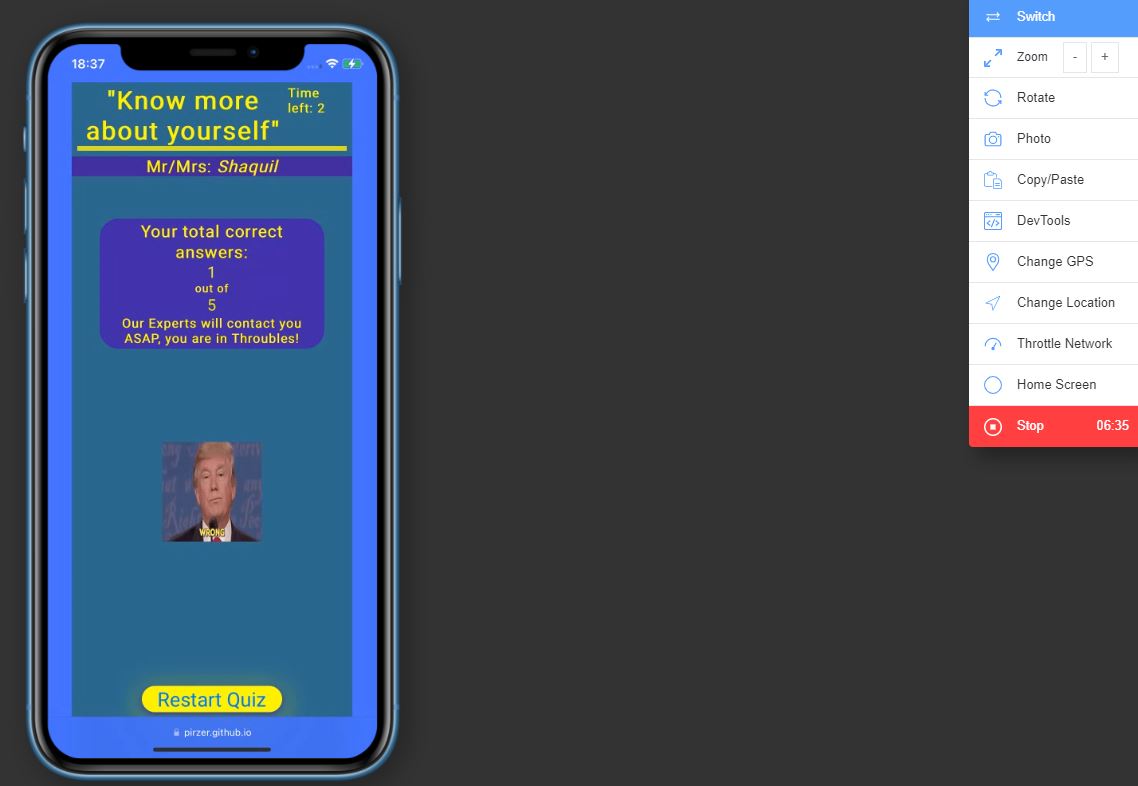 18:37
"Know more
about yourself"
Time
left: 2
Mr/Mrs: Shaquil
Your total correct
answers:
1
out of
5
Our Experts will contact you
ASAP, you are in Throubles!
WRONG
Restart Quiz
pirzer.github.io
Switch
Zoom - +
Rotate
Photo
Copy/Paste
DevTools
Change GPS
Change Location
Throttle Network
Home Screen
Stop 06:35